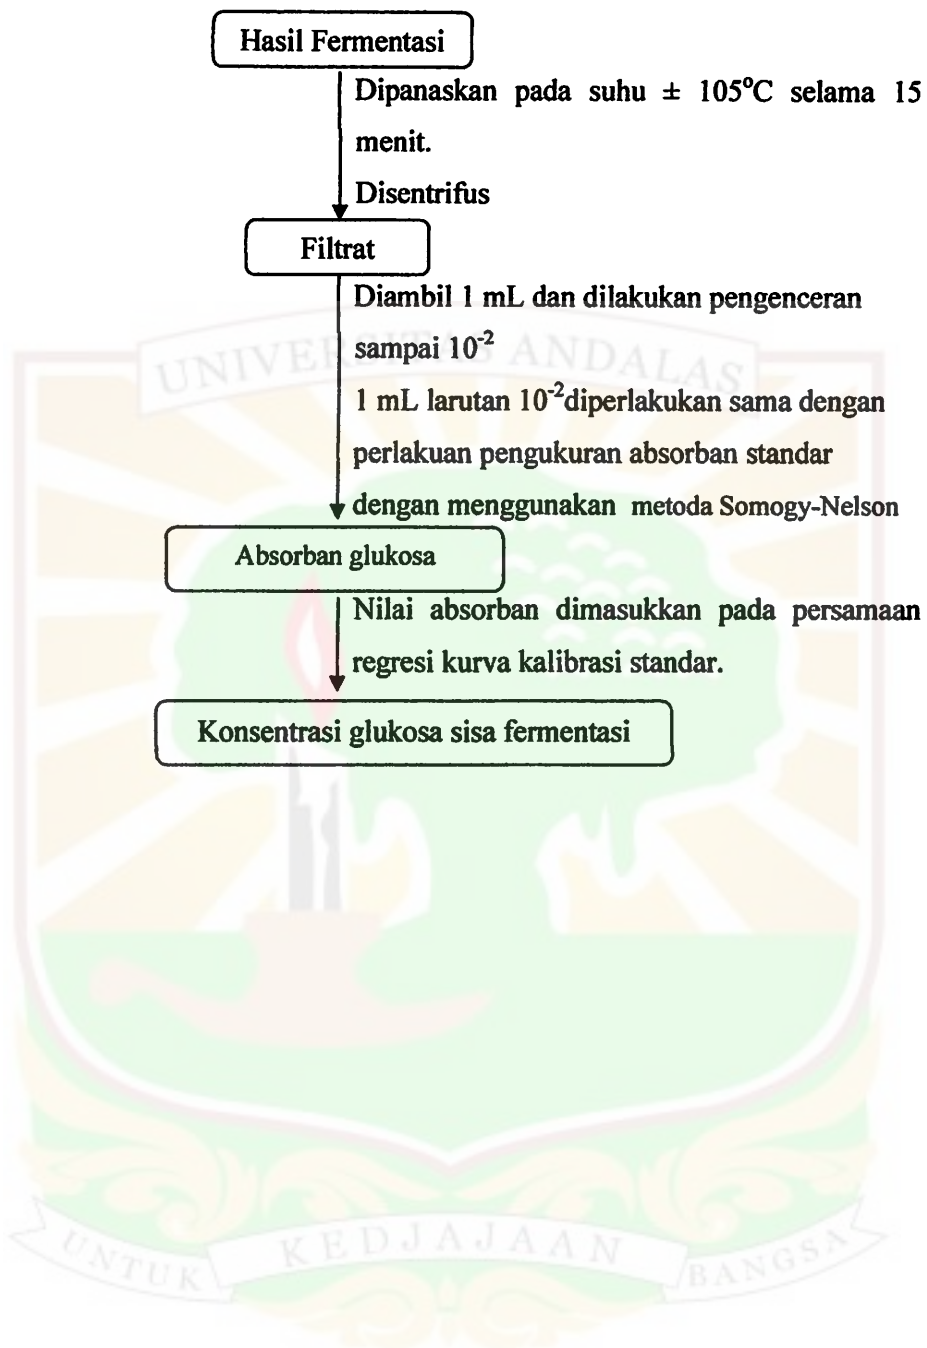 Hasil Fermentasi
Dipanaskan pada suhu ± 105°C selama 15
menit.
Disentrifus
Filtrat
Diambil 1 mL dan dilakukan pengenceran
sampai 10⁻²
UNIVERSITAS ANDALAS
1 mL larutan 10⁻²diperlakukan sama dengan
perlakuan pengukuran absorban standar
dengan menggunakan metoda Somogy-Nelson
Absorban glukosa
Nilai absorban dimasukkan pada persamaan
regresi kurva kalibrasi standar.
Konsentrasi glukosa sisa fermentasi
UNTUK KEDJAJAAN BANGSA